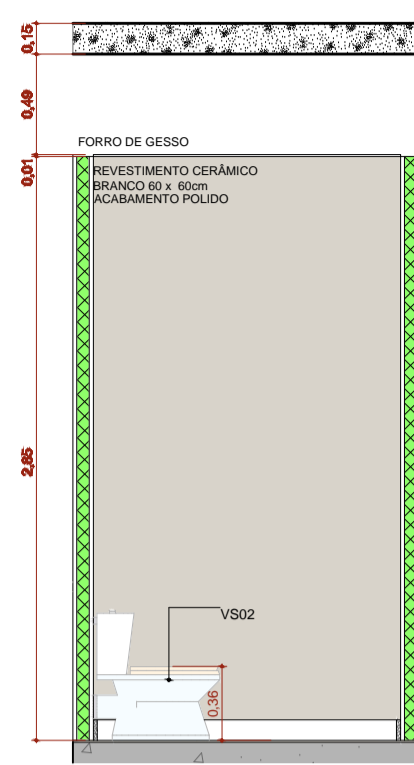 0,15
0,49
FORRO DE GESSO
0,01
REVESTIMENTO CERÂMICO
BRANCO 60 x 60cm
ACABAMENTO POLIDO
2,85
VS02
0,36